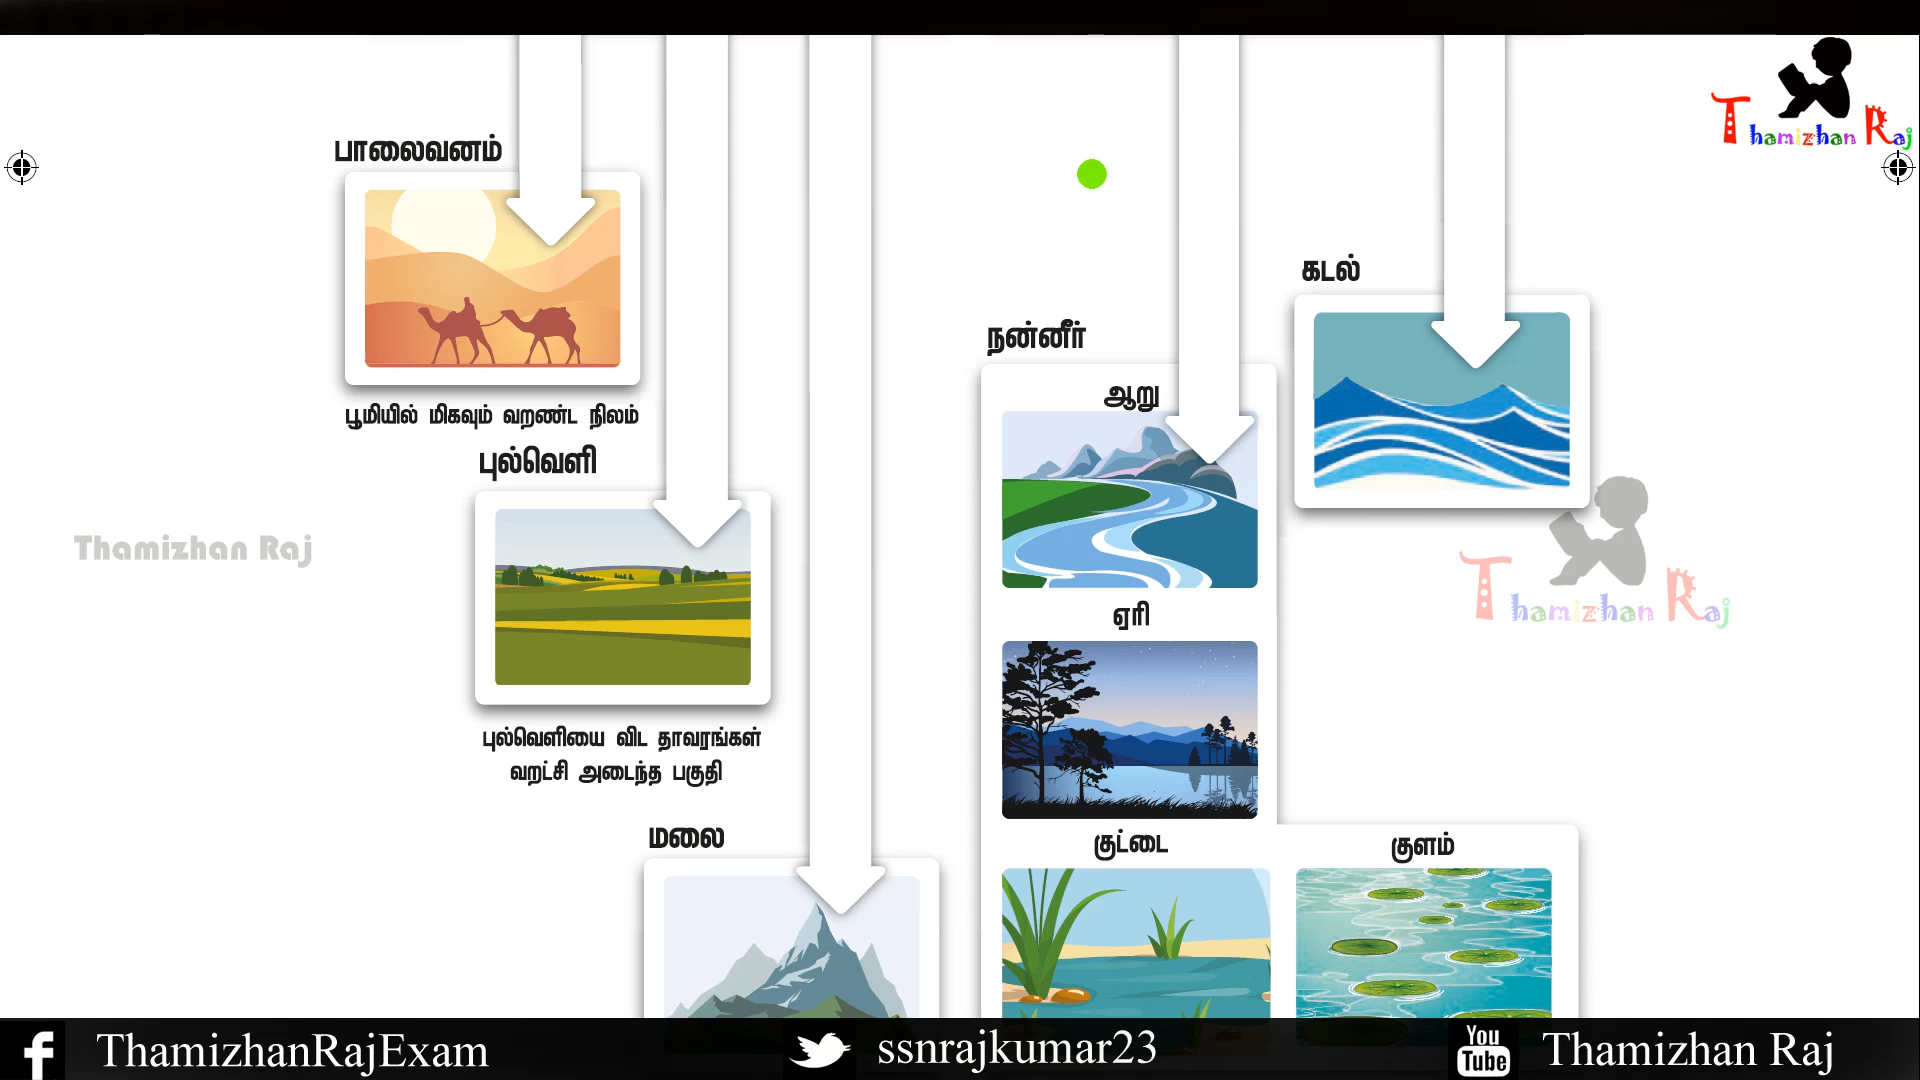 Thamizhan Raj
பாலைவனம்
பூமியில் மிகவும் வறண்ட நிலம்
புல்வெளி
புல்வெளியை விட தாவரங்கள்
வறட்சி அடைந்த பகுதி
மலை
நன்னீர்
ஆறு
ஏரி
குட்டை
குளம்
கடல்
Thamizhan Raj
Thamizhan Raj
ThamizhanRajExam
ssnrajkumar23
You
Tube
Thamizhan Raj